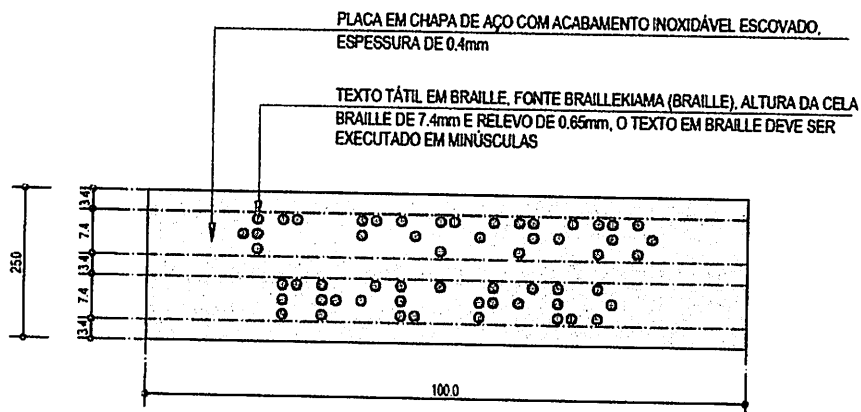 PLACA EM CHAPA DE AÇO COM ACABAMENTO INOXIDÁVEL ESCOVADO,
ESPESSURA DE 0.4mm
TEXTO TÁTIL EM BRAILLE, FONTE BRAILLEKIAMA (BRAILLE), ALTURA DA CELA
BRAILLE DE 7.4mm E RELEVO DE 0.65mm, O TEXTO EM BRAILLE DEVE SER
EXECUTADO EM MINÚSCULAS
3.4
7.4
3.4
7.4
3.4
25.0
⠺⠉ ⠋⠑⠍⠊⠝⠊⠝⠕
⠏⠗⠊⠧⠁⠞⠊⠧⠕
100.0